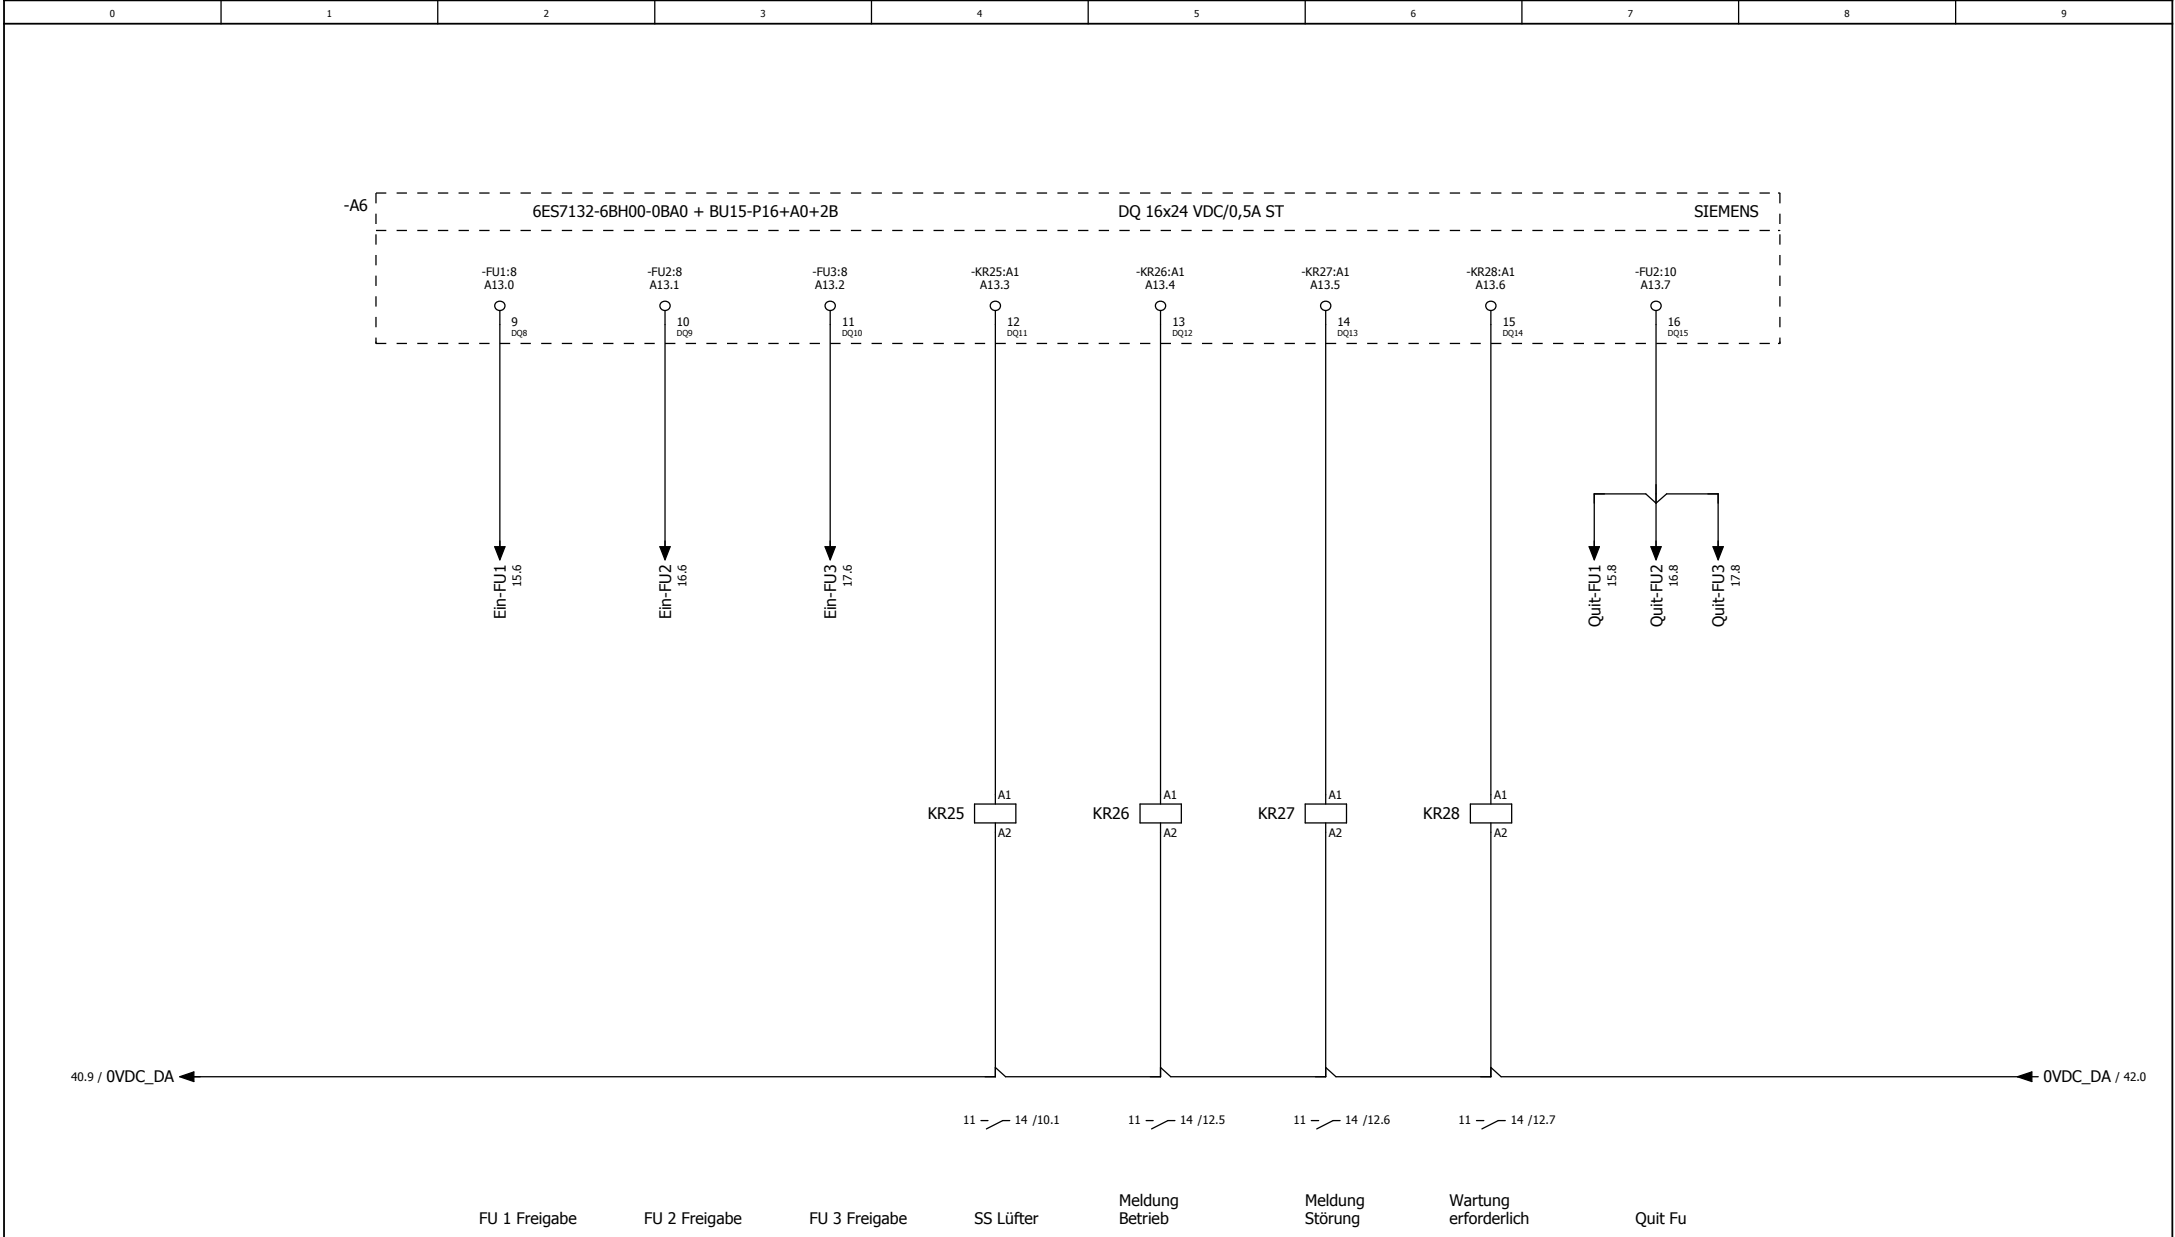 0 1 2 3 4 5 6 7 8 9
-A6
6ES7132-6BH00-0BA0 + BU15-P16+A0+2B DQ 16x24 VDC/0,5A ST SIEMENS
-FU1:8 -FU2:8 -FU3:8 -KR25:A1 -KR26:A1 -KR27:A1 -KR28:A1 -FU2:10
A13.0 A13.1 A13.2 A13.3 A13.4 A13.5 A13.6 A13.7
9 10 11 12 13 14 15 16
DQ8 DQ9 DQ10 DQ11 DQ12 DQ13 DQ14 DQ15
Ein-FU1
15.6
Ein-FU2
16.6
Ein-FU3
17.6
Quit-FU1
15.8
Quit-FU2
16.8
Quit-FU3
17.8
A1 A1 A1 A1
KR25 KR26 KR27 KR28
A2 A2 A2 A2
40.9 / 0VDC_DA 0VDC_DA / 42.0
11 14 /10.1 11 14 /12.5 11 14 /12.6 11 14 /12.7
FU 1 Freigabe
FU 2 Freigabe
FU 3 Freigabe
SS Lüfter
Meldung
Betrieb
Meldung
Störung
Wartung
erforderlich
Quit Fu